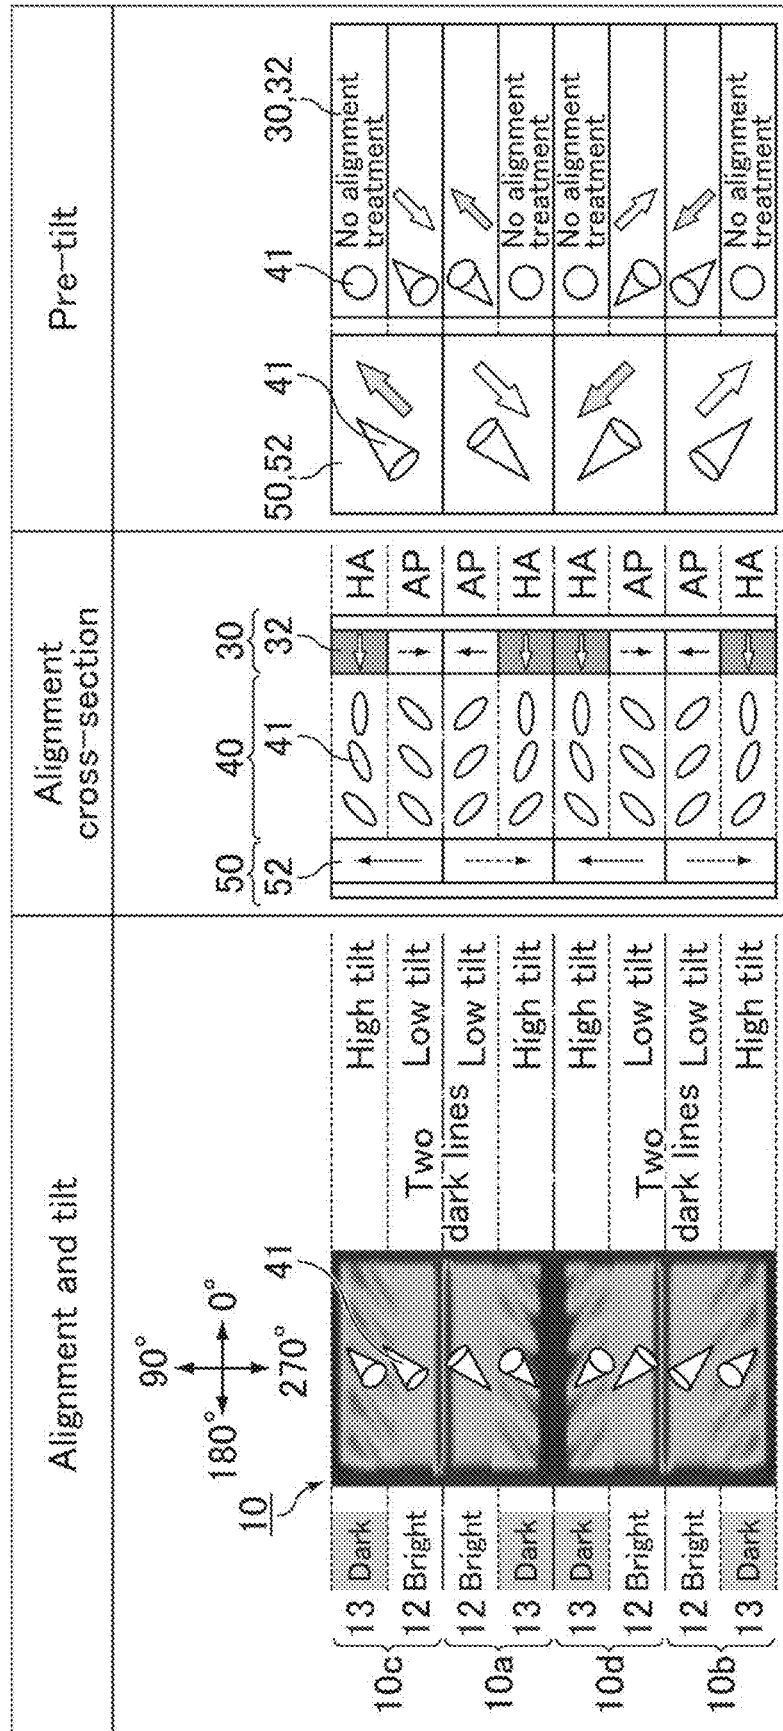 Alignment and tilt
Alignment
cross-section
Pre-tilt
90°
180° 0°
270°
10
41
50 40 30
52 41 32
50,52 41 41 30,32
10c
13 Dark High tilt HA No alignment
treatment
12 Bright Low tilt AP
Two
dark lines
10a
12 Bright Low tilt AP
13 Dark High tilt HA No alignment
treatment
10d
13 Dark High tilt HA No alignment
treatment
12 Bright Low tilt AP
Two
dark lines
10b
12 Bright Low tilt AP
13 Dark High tilt HA No alignment
treatment